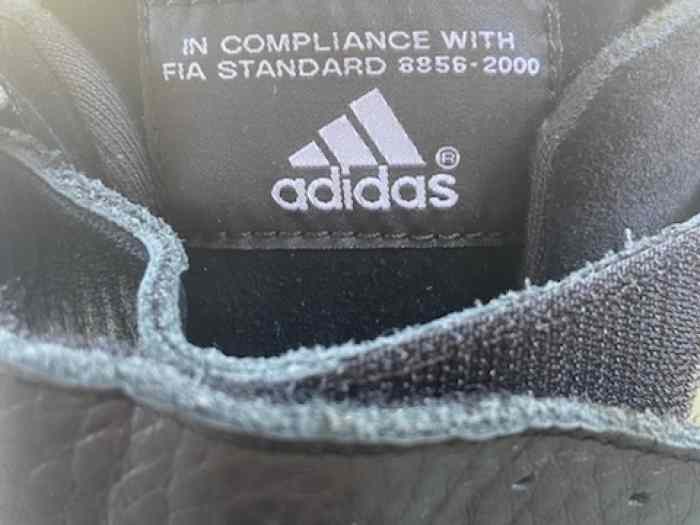 IN COMPLIANCE WITH
FIA STANDARD 8856-2000
adidas®